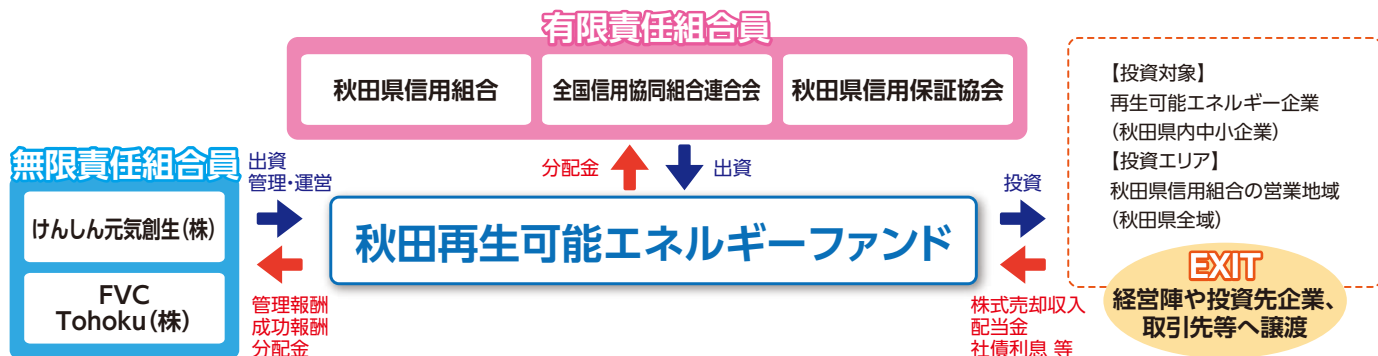 有限責任組合員
秋田県信用組合
全国信用協同組合連合会
秋田県信用保証協会
無限責任組合員
けんしん元気創生(株)
FVC
Tohoku(株)
出資
管理・運営
管理報酬
成功報酬
分配金
分配金
出資
秋田再生可能エネルギーファンド
投資
株式売却収入
配当金
社債利息 等
【投資対象】
再生可能エネルギー企業
(秋田県内中小企業)
【投資エリア】
秋田県信用組合の営業地域
(秋田県全域)
EXIT
経営陣や投資先企業、
取引先等へ譲渡